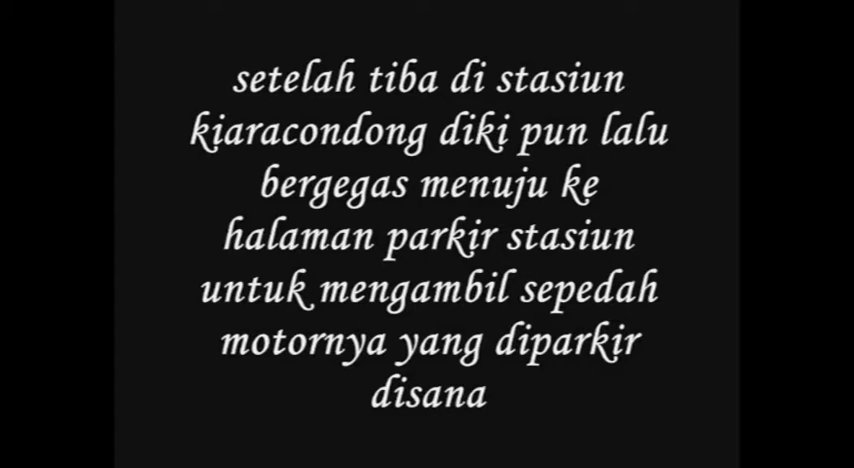 setelah tiba di stasiun
kiaracondong diki pun lalu
bergegas menuju ke
halaman parkir stasiun
untuk mengambil sepedah
motornya yang diparkir
disana